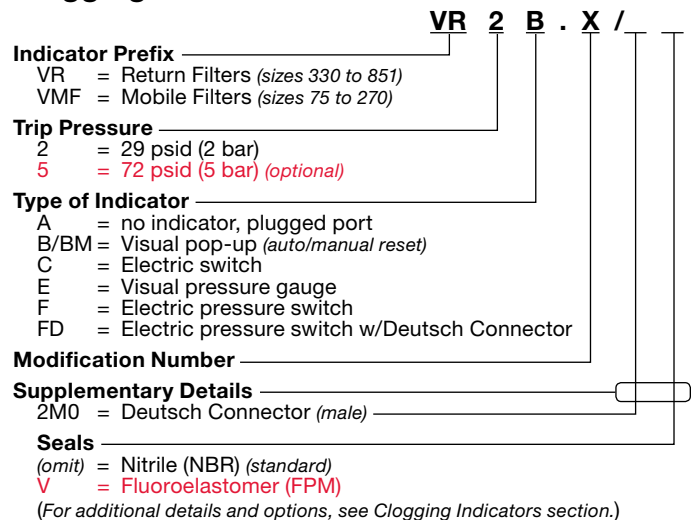 VR 2 B . X /
Indicator Prefix
VR = Return Filters (sizes 330 to 851)
VMF = Mobile Filters (sizes 75 to 270)
Trip Pressure
2 = 29 psid (2 bar)
5 = 72 psid (5 bar) (optional)
Type of Indicator
A = no indicator, plugged port
B/BM = Visual pop-up (auto/manual reset)
C = Electric switch
E = Visual pressure gauge
F = Electric pressure switch
FD = Electric pressure switch w/Deutsch Connector
Modification Number
Supplementary Details
2M0 = Deutsch Connector (male)
Seals
(omit) = Nitrile (NBR) (standard)
V = Fluoroelastomer (FPM)
(For additional details and options, see Clogging Indicators section.)